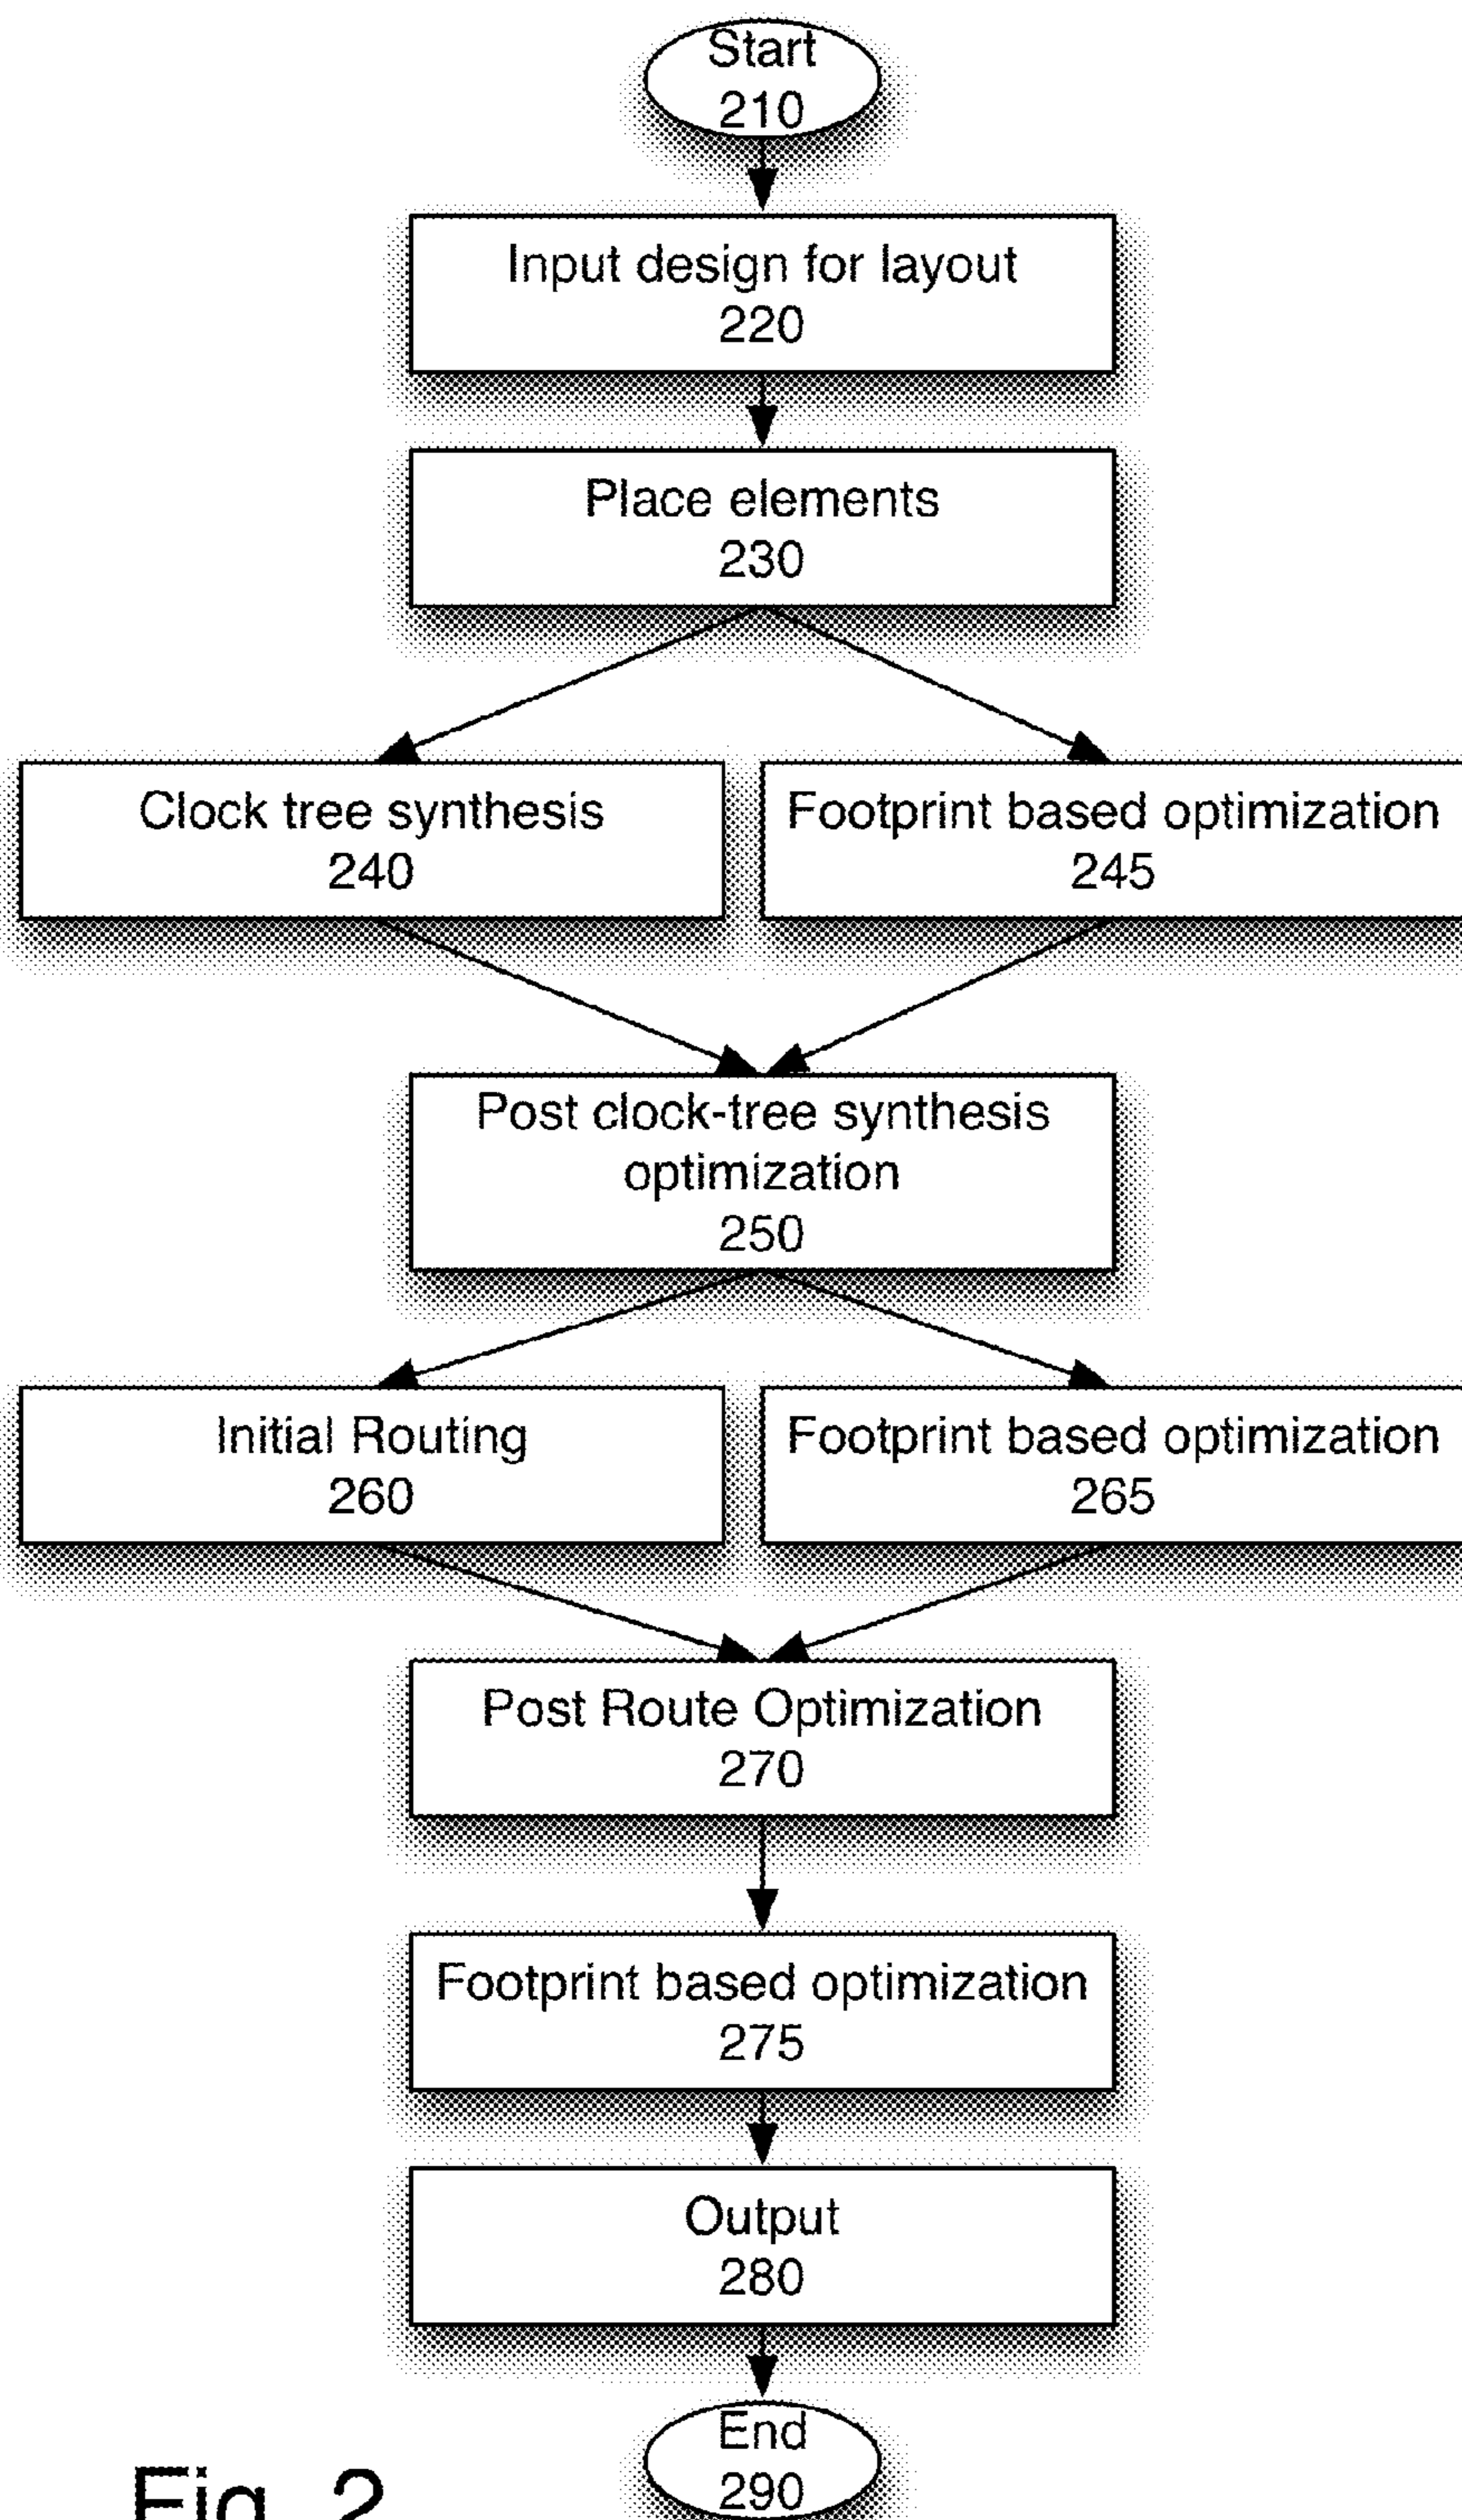 Start
210
Input design for layout
220
Place elements
230
Clock tree synthesis
240
Footprint based optimization
245
Post clock-tree synthesis
optimization
250
Initial Routing
260
Footprint based optimization
265
Post Route Optimization
270
Footprint based optimization
275
Output
280
End
290
Fig. 2